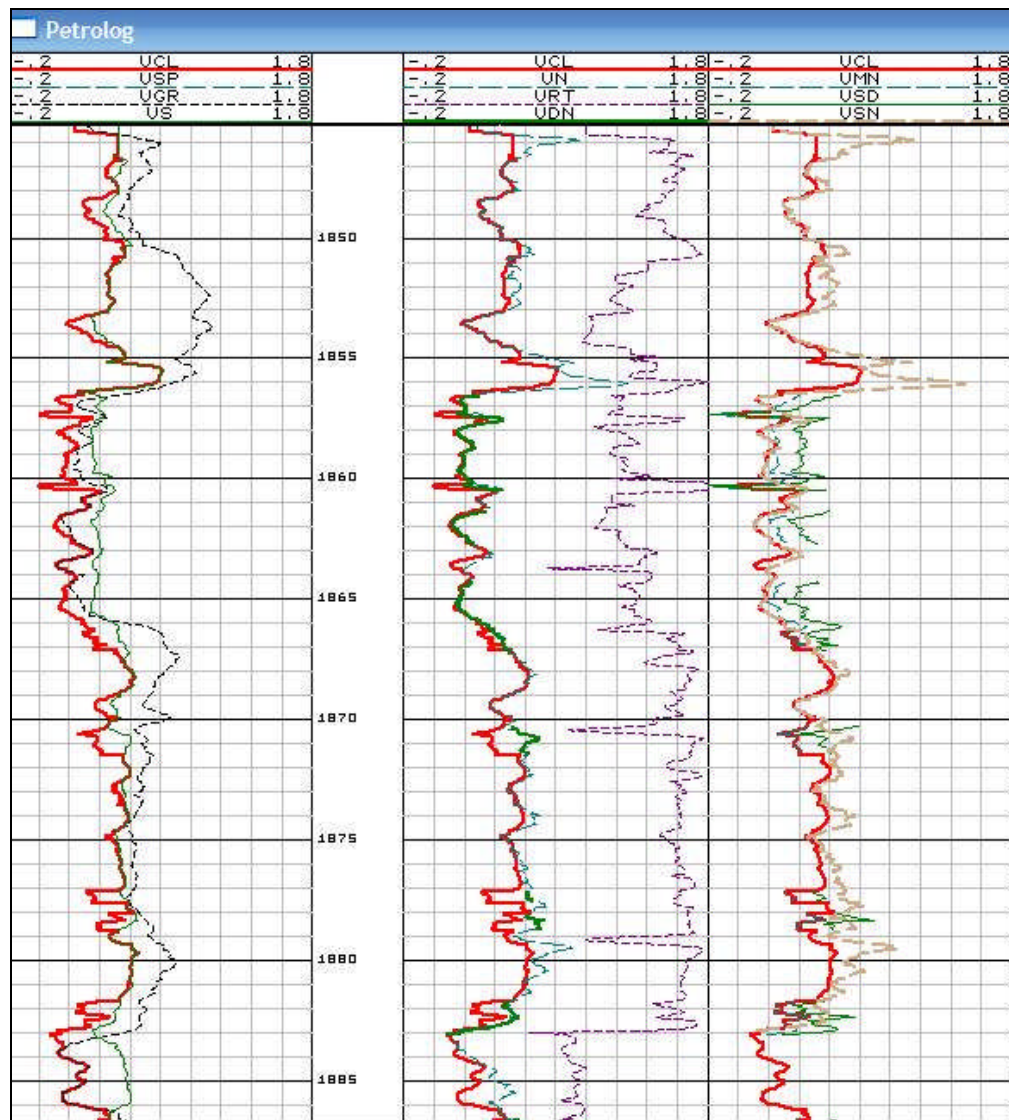 Petrolog
-.2 VCL 1.8 -.2 VCL 1.8 -.2 VCL 1.8
-.2 VSP 1.8 -.2 VN 1.8 -.2 VMN 1.8
-.2 VGR 1.8 -.2 VRT 1.8 -.2 VSD 1.8
-.2 VS 1.8 -.2 VDN 1.8 -.2 VSN 1.8
1850
1855
1860
1865
1870
1875
1880
1885